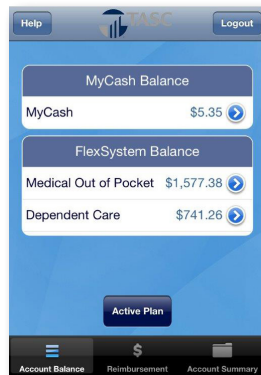 Help TASC Logout
MyCash Balance
MyCash $5.35
FlexSystem Balance
Medical Out of Pocket $1,577.38
Dependent Care $741.26
Active Plan
$
Account Balance Reimbursement Account Summary